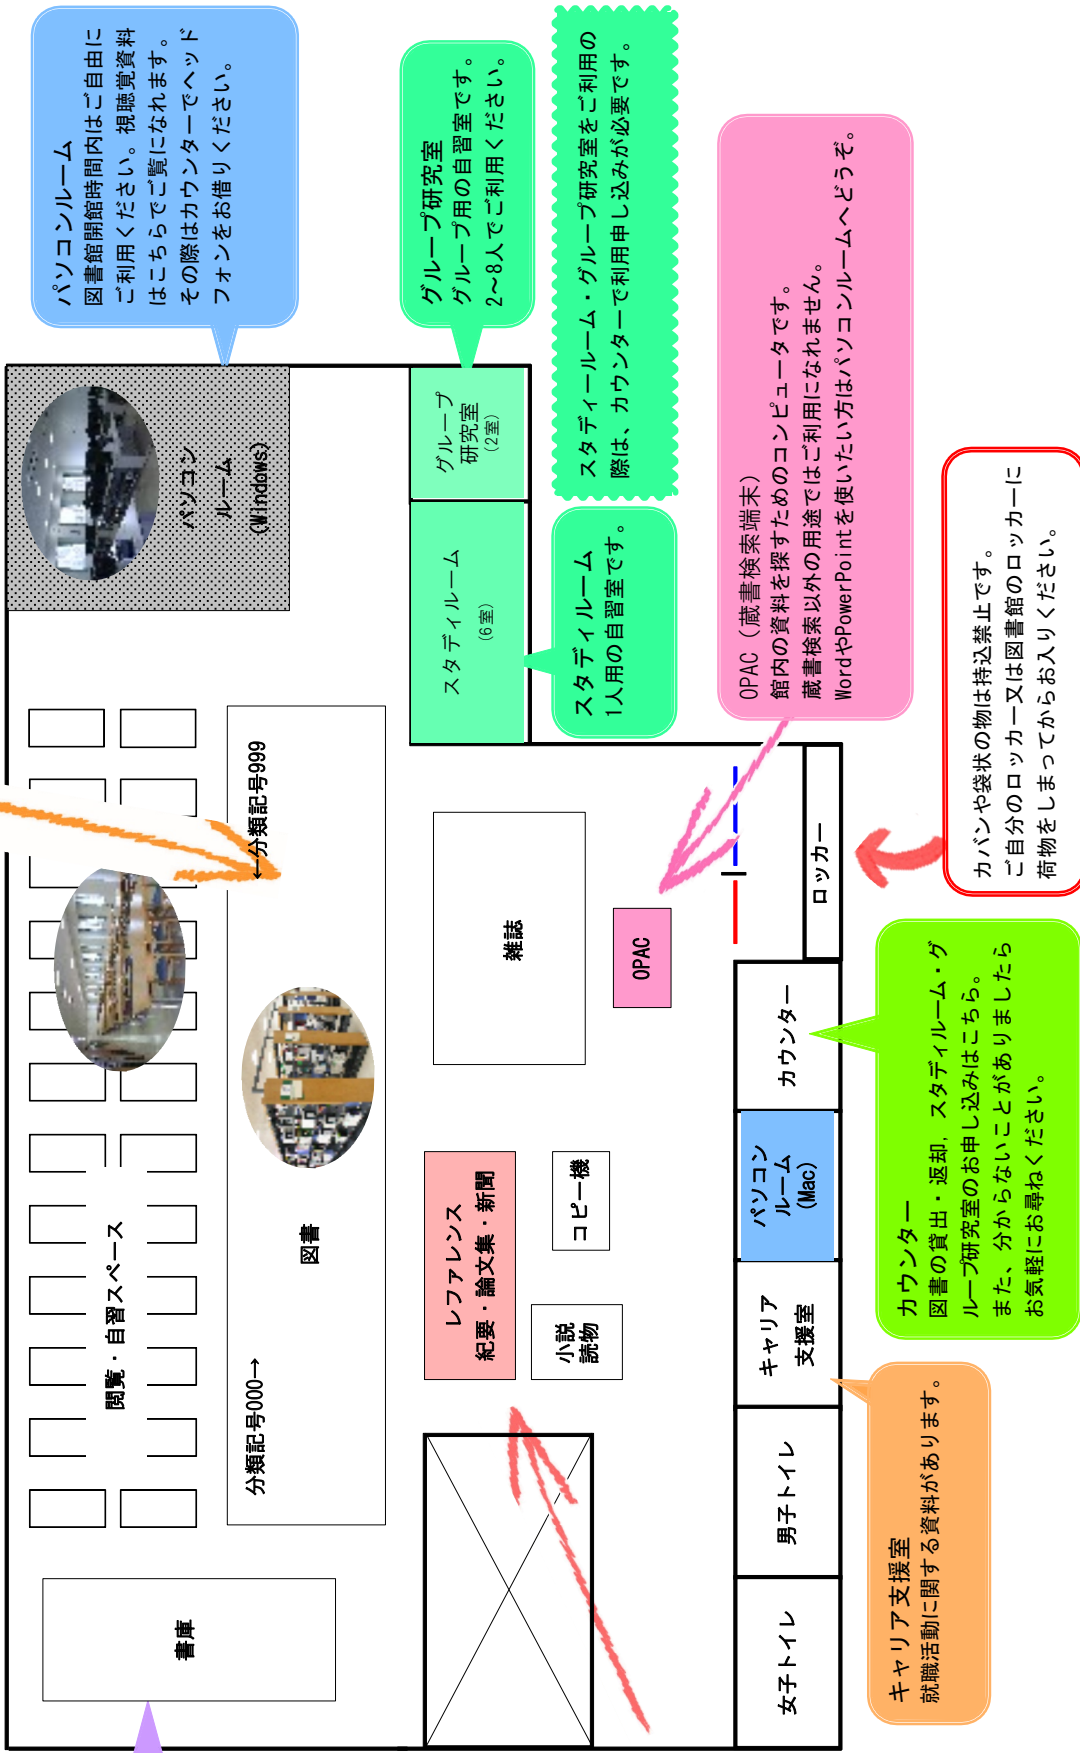 パソコンルーム
図書館開館時間内はご自由に
ご利用ください。視聴覚資料
はこちらでご覧になれます。
その際はカウンターでヘッド
フォンをお借りください。
グループ研究室
グループ用の自習室です。
2～8人でご利用ください。
スタディールーム・グループ研究室をご利用の
際は、カウンターで利用申し込みが必要です。
スタディルーム
1人用の自習室です。
OPAC（蔵書検索端末）
館内の資料を探すためのコンピュータです。
蔵書検索以外の用途ではご利用になれません。
WordやPowerPointを使いたい方はパソコンルームへどうぞ。
カバンや袋状の物は持込禁止です。
ご自分のロッカー又は図書館のロッカーに
荷物をしまってからお入りください。
カウンター
図書の貸出・返却，スタディルーム・グ
ループ研究室のお申し込みはこちら。
また、分からないことがありましたら
お気軽にお尋ねください。
キャリア支援室
就職活動に関する資料があります。
パソコン
ルーム
(Windows)
グループ
研究室
(2室)
スタディルーム
(6室)
閲覧・自習スペース
←分類記号999
図書
分類記号000→
書庫
雑誌
OPAC
レファレンス
紀要・論文集・新聞
コピー機
小説
読物
ロッカー
カウンター
パソコン
ルーム
(Mac)
キャリア
支援室
男子トイレ
女子トイレ